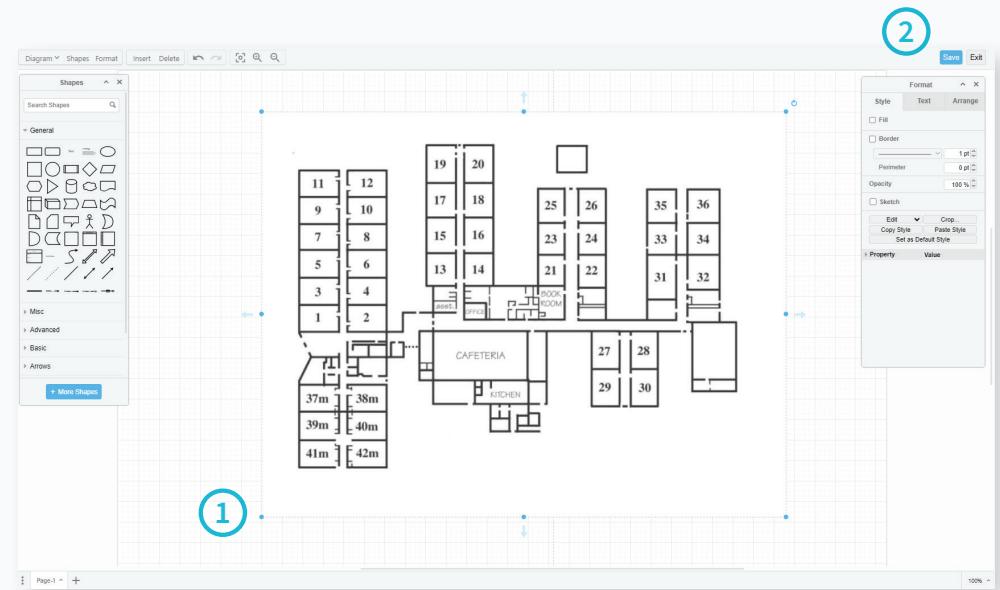 2
Diagram Shapes Format Insert Delete Save Exit
Shapes
Search Shapes
General
Misc
Advanced
Basic
Arrows
+ More Shapes
19 20
11 12
17 18
9 10
25 26
35 36
7 8
15 16
23 24
33 34
5 6
13 14
21 22
31 32
3 4
asst.
OFFICE
BOOK
ROOM
1 2
CAFETERIA
27 28
KITCHEN
29 30
37m 38m
39m 40m
41m 42m
1
Format
Style Text Arrange
Fill
Border
1 pt
Perimeter 0 pt
Opacity 100 %
Sketch
Edit Crop...
Copy Style Paste Style
Set as Default Style
Property Value
Page-1
100%